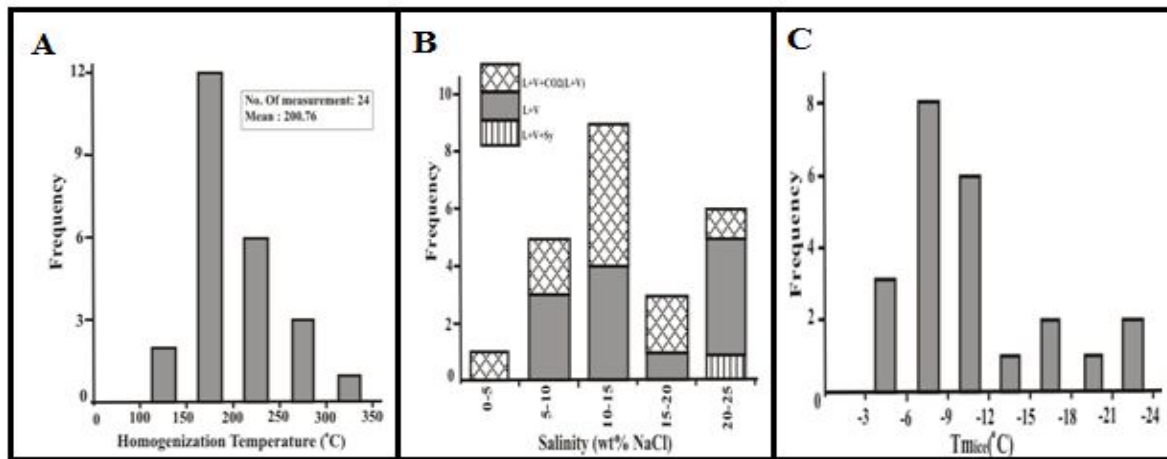 A
Frequency
12
9
6
3
0
No. Of measurement: 24
Mean : 200.76
0 100 150 200 250 300 350
Homogenization Temperature (°C)
B
Frequency
10
8
6
4
2
0
L+V+CO2(L+V)
L+V
L+V+Sy
0-5
5-10
10-15
15-20
20-25
Salinity (wt% NaCl)
C
Frequency
8
6
4
2
0
-3 -6 -9 -12 -15 -18 -21 -24
Tmice(°C)